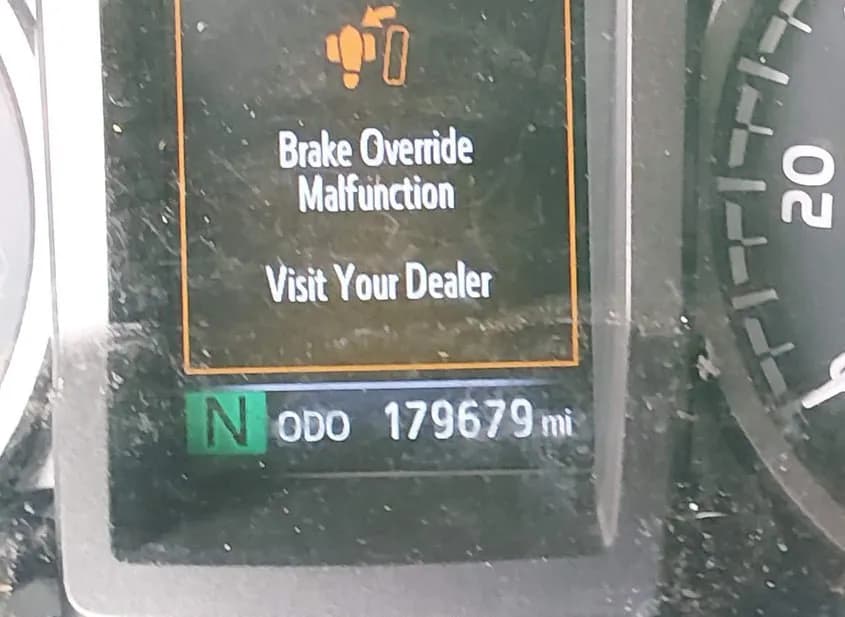 Brake Override
Malfunction
Visit Your Dealer
N ODO 179679 mi
20